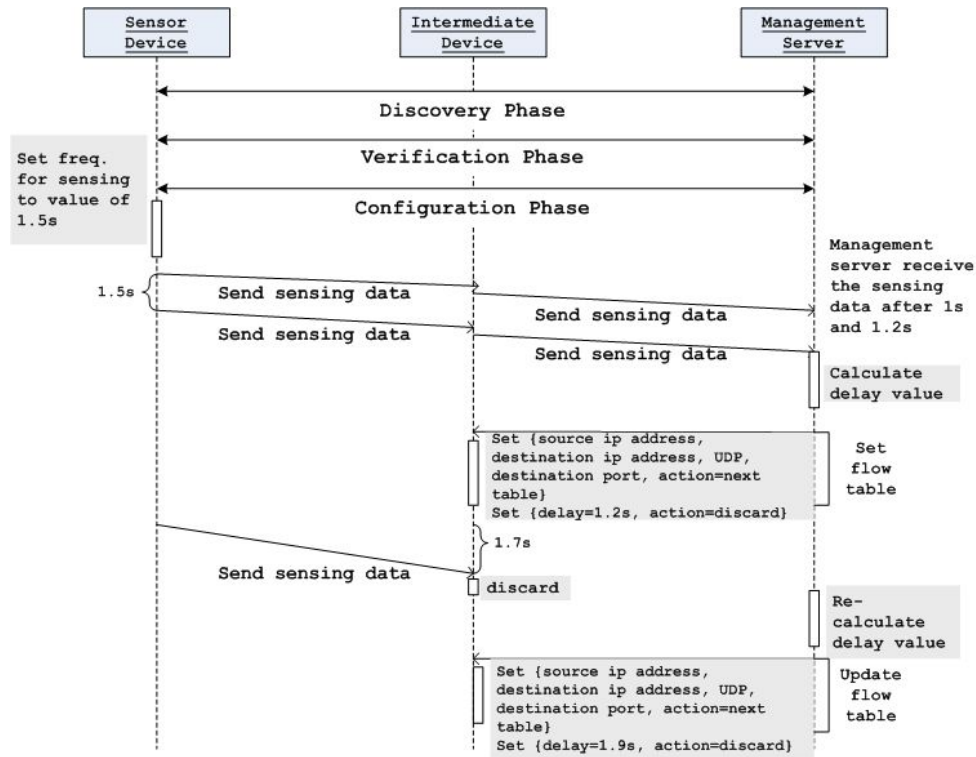 Sensor
Device
Intermediate
Device
Management
Server
Discovery Phase
Verification Phase
Set freq.
for sensing
to value of
1.5s
Configuration Phase
Management
server receive
the sensing
data after 1s
and 1.2s
1.5s
Send sensing data
Send sensing data
Send sensing data
Send sensing data
Calculate
delay value
Set {source ip address,
destination ip address, UDP,
destination port, action=next
table}
Set {delay=1.2s, action=discard}
Set
flow
table
1.7s
Send sensing data
discard
Re-
calculate
delay value
Set {source ip address,
destination ip address, UDP,
destination port, action=next
table}
Set {delay=1.9s, action=discard}
Update
flow
table